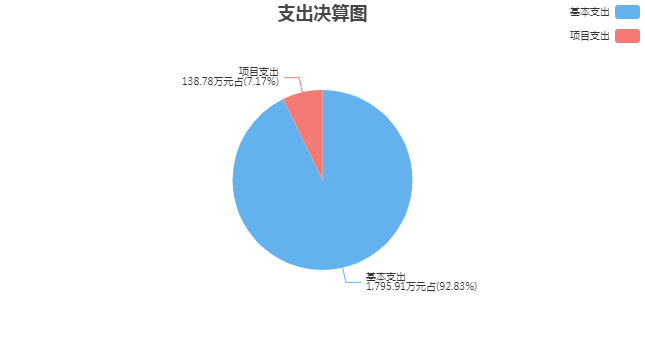 支出决算图
基本支出
项目支出
项目支出
138.78万元占(7.17%)
基本支出
1,795.91万元占(92.83%)